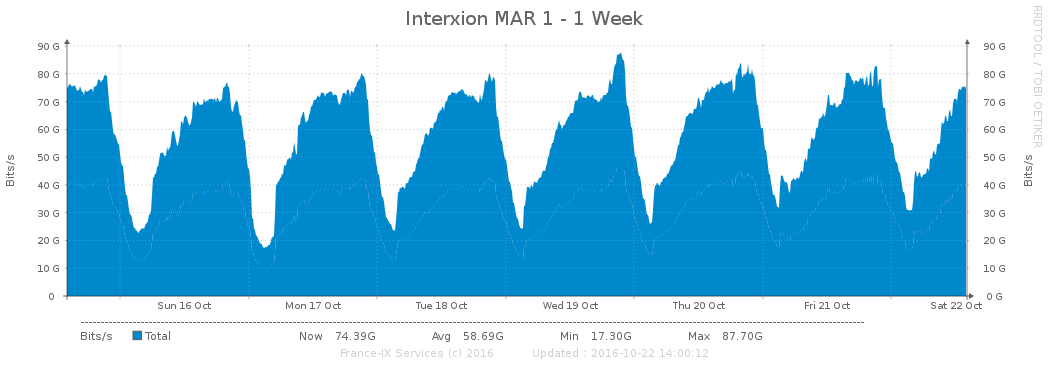 Interxion MAR 1 - 1 Week
RRDTOOL / TOBI OETIKER
90 G 90 G
80 G 80 G
70 G 70 G
60 G 60 G
50 G 50 G
40 G 40 G
30 G 30 G
20 G 20 G
10 G 10 G
0 0 G
Bits/s
Bits/s
Sun 16 Oct Mon 17 Oct Tue 18 Oct Wed 19 Oct Thu 20 Oct Fri 21 Oct Sat 22 Oct
Bits/s Total Now 74.39G Avg 58.69G Min 17.30G Max 87.70G
France-IX Services (c) 2016 Updated : 2016-10-22 14:00:12